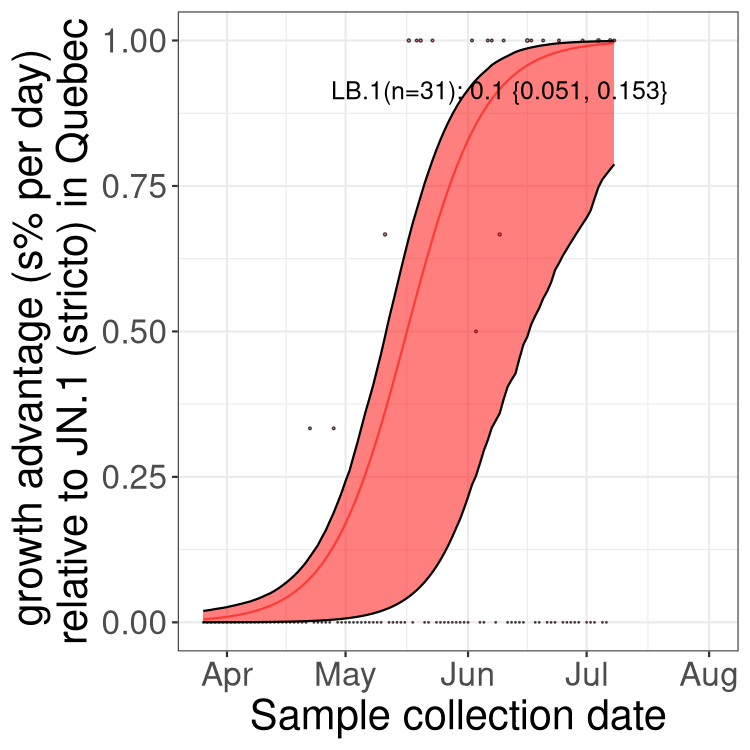 growth advantage (s% per day)
relative to JN.1 (stricto) in Quebec
1.00
0.75
0.50
0.25
0.00
LB.1(n=31): 0.1 {0.051, 0.153}
Apr May Jun Jul Aug
Sample collection date